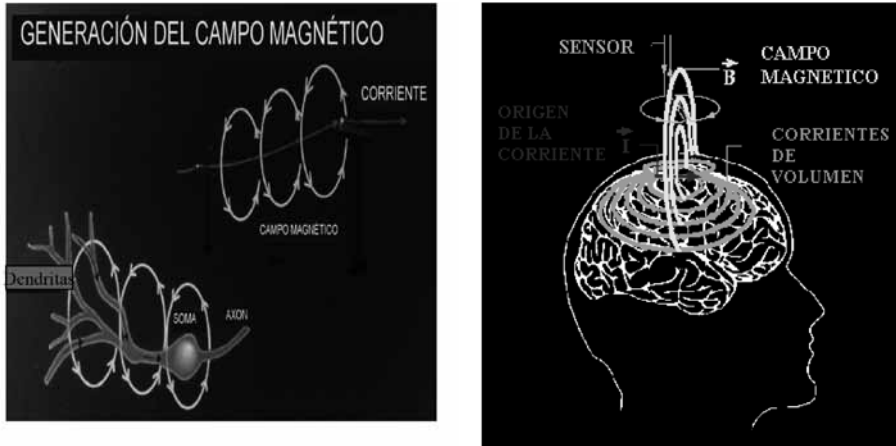 GENERACIÓN DEL CAMPO MAGNÉTICO
CORRIENTE
CAMPO MAGNÉTICO
Dendritas
SOMA
AXON
SENSOR
B
CAMPO
MAGNETICO
ORIGEN
DE LA
CORRIENTE
I
CORRIENTES
DE
VOLUMEN